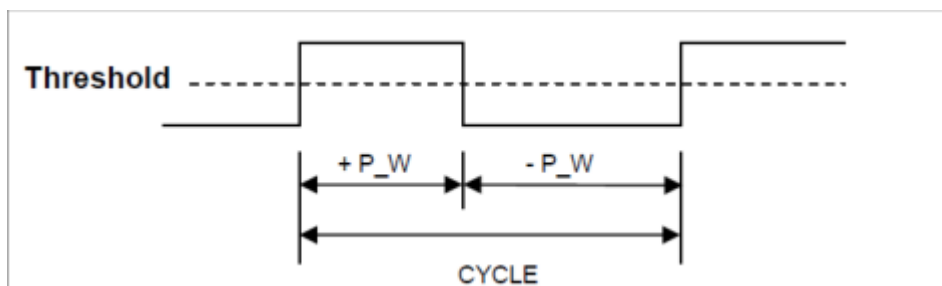 Threshold
+ P_W
- P_W
CYCLE